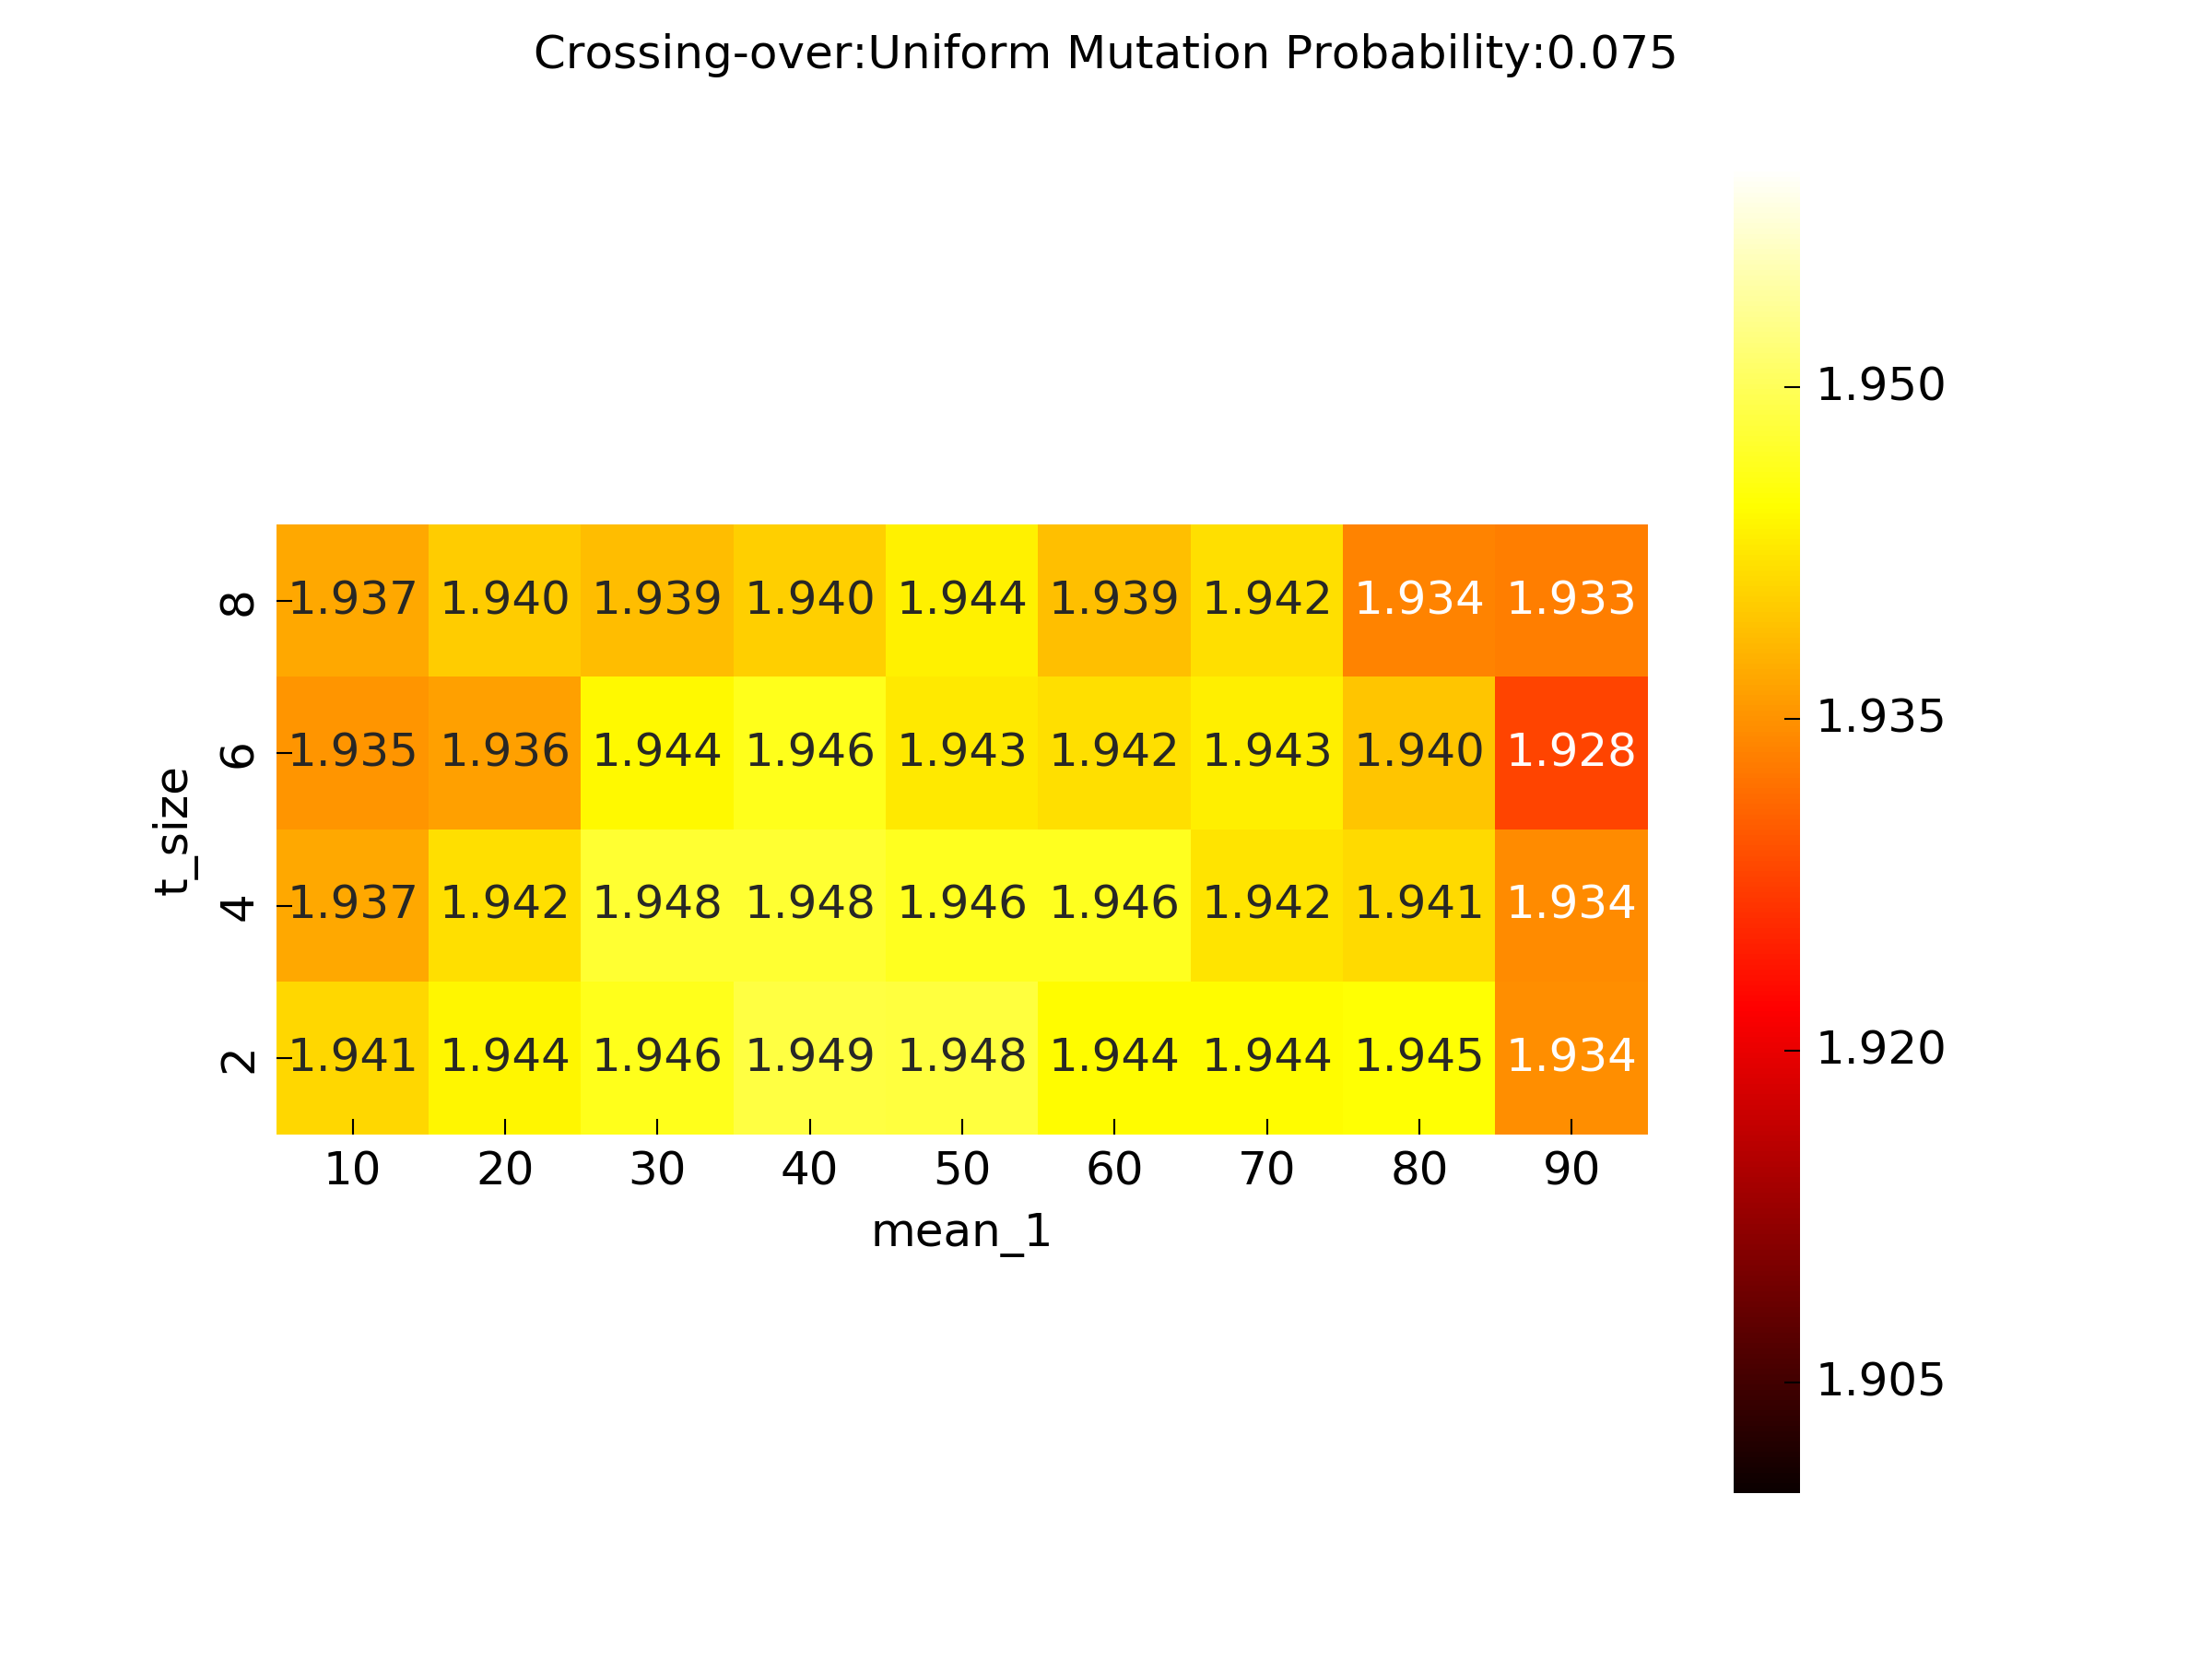 Crossing-over:Uniform Mutation Probability:0.075
1.950
1.935
1.920
1.905
t_size
8 1.937 1.940 1.939 1.940 1.944 1.939 1.942 1.934 1.933
6 1.935 1.936 1.944 1.946 1.943 1.942 1.943 1.940 1.928
4 1.937 1.942 1.948 1.948 1.946 1.946 1.942 1.941 1.934
2 1.941 1.944 1.946 1.949 1.948 1.944 1.944 1.945 1.934
10 20 30 40 50 60 70 80 90
mean_1